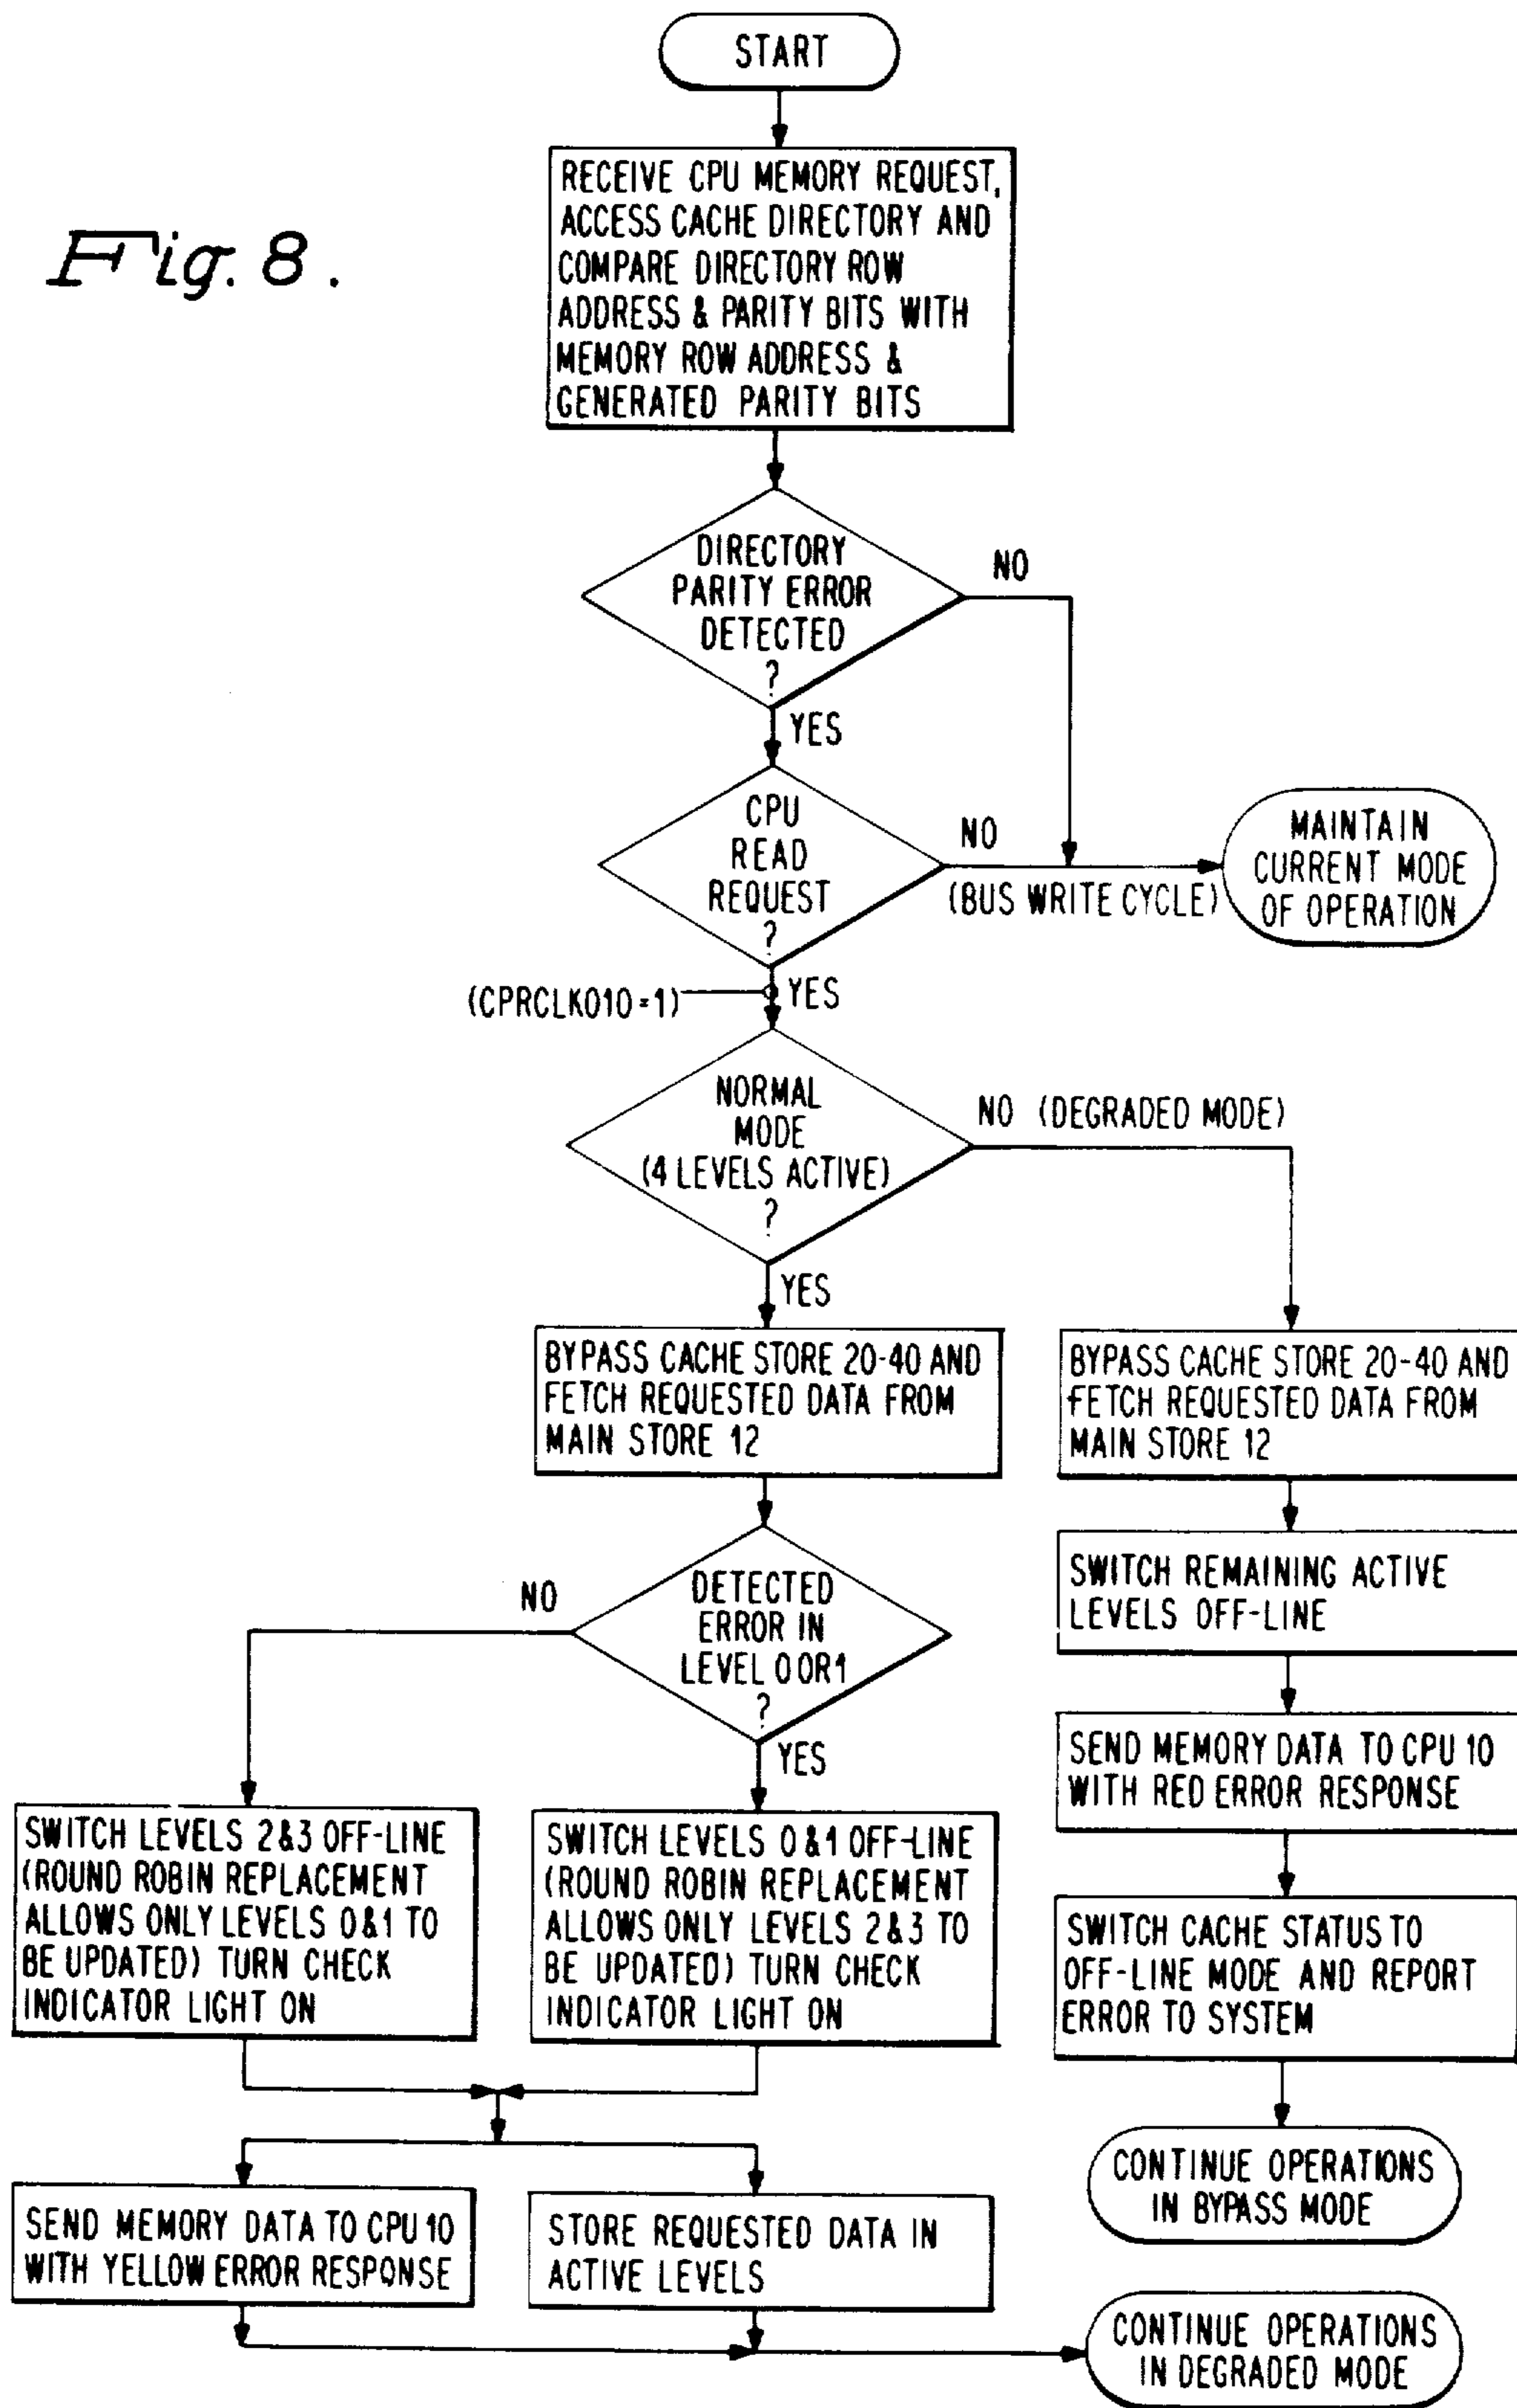 Fig. 8.
START
RECEIVE CPU MEMORY REQUEST,
ACCESS CACHE DIRECTORY AND
COMPARE DIRECTORY ROW
ADDRESS & PARITY BITS WITH
MEMORY ROW ADDRESS &
GENERATED PARITY BITS
DIRECTORY
PARITY ERROR
DETECTED
?
NO
YES
CPU
READ
REQUEST
?
NO
(BUS WRITE CYCLE)
MAINTAIN
CURRENT MODE
OF OPERATION
(CPRCLK010=1)
YES
NORMAL
MODE
(4 LEVELS ACTIVE)
?
NO (DEGRADED MODE)
YES
BYPASS CACHE STORE 20-40 AND
FETCH REQUESTED DATA FROM
MAIN STORE 12
BYPASS CACHE STORE 20-40 AND
FETCH REQUESTED DATA FROM
MAIN STORE 12
DETECTED
ERROR IN
LEVEL 0 OR 1
?
NO
YES
SWITCH REMAINING ACTIVE
LEVELS OFF-LINE
SEND MEMORY DATA TO CPU 10
WITH RED ERROR RESPONSE
SWITCH LEVELS 2&3 OFF-LINE
(ROUND ROBIN REPLACEMENT
ALLOWS ONLY LEVELS 0&1 TO
BE UPDATED) TURN CHECK
INDICATOR LIGHT ON
SWITCH LEVELS 0&1 OFF-LINE
(ROUND ROBIN REPLACEMENT
ALLOWS ONLY LEVELS 2&3 TO
BE UPDATED) TURN CHECK
INDICATOR LIGHT ON
SWITCH CACHE STATUS TO
OFF-LINE MODE AND REPORT
ERROR TO SYSTEM
CONTINUE OPERATIONS
IN BYPASS MODE
SEND MEMORY DATA TO CPU 10
WITH YELLOW ERROR RESPONSE
STORE REQUESTED DATA IN
ACTIVE LEVELS
CONTINUE OPERATIONS
IN DEGRADED MODE